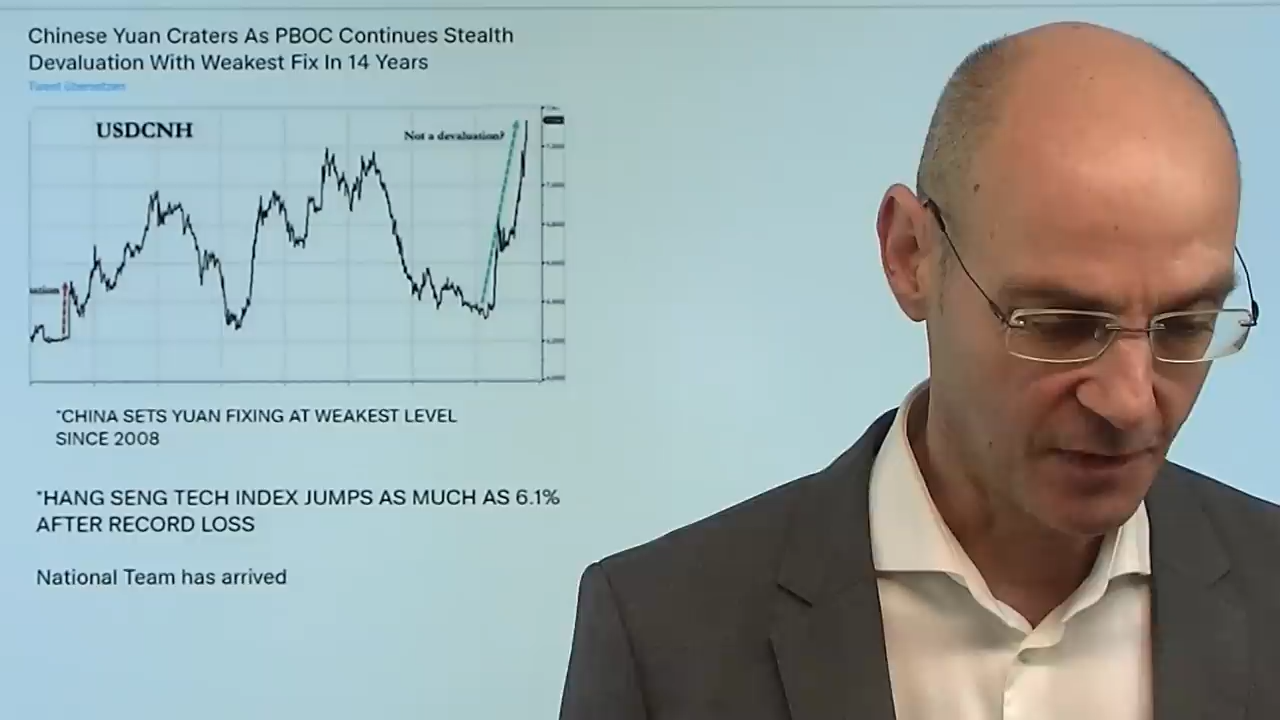 Chinese Yuan Craters As PBOC Continues Stealth
Devaluation With Weakest Fix In 14 Years
Tweet übersetzen
USDCNH
Not a devaluation?
*CHINA SETS YUAN FIXING AT WEAKEST LEVEL
SINCE 2008
*HANG SENG TECH INDEX JUMPS AS MUCH AS 6.1%
AFTER RECORD LOSS
National Team has arrived